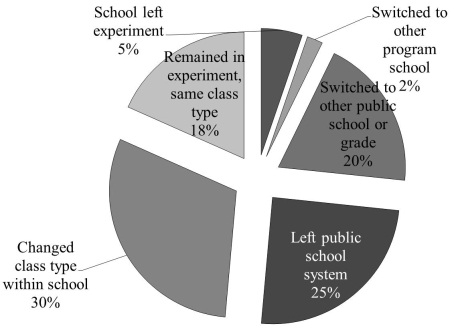 School left
experiment
5%
Switched to
other
program
school
2%
Switched to
other public
school or
grade
20%
Left public
school
system
25%
Changed
class type
within school
30%
Remained in
experiment,
same class
type
18%